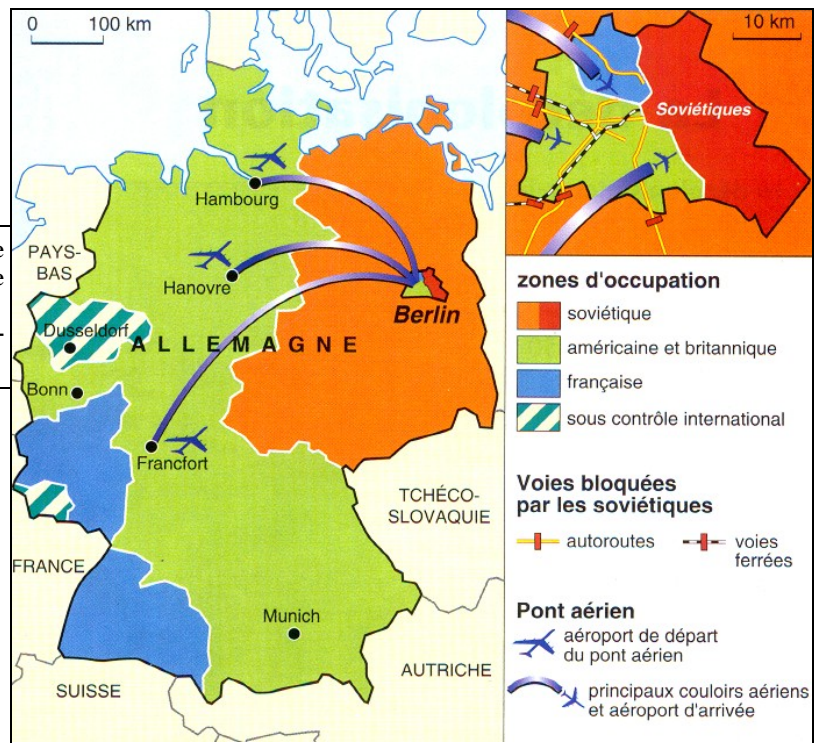 0 100 km
Hambourg
PAYS-
BAS
Hanovre
Berlin
Dusseldorf
ALLEMAGNE
Bonn
Francfort
TCHÉCO-
SLOVAQUIE
FRANCE
Munich
AUTRICHE
SUISSE
10 km
Soviétiques
zones d'occupation
soviétique
américaine et britannique
française
sous contrôle international
Voies bloquées
par les soviétiques
autoroutes
voies
ferrées
Pont aérien
aéroport de départ
du pont aérien
principaux couloirs aériens
et aéroport d'arrivée